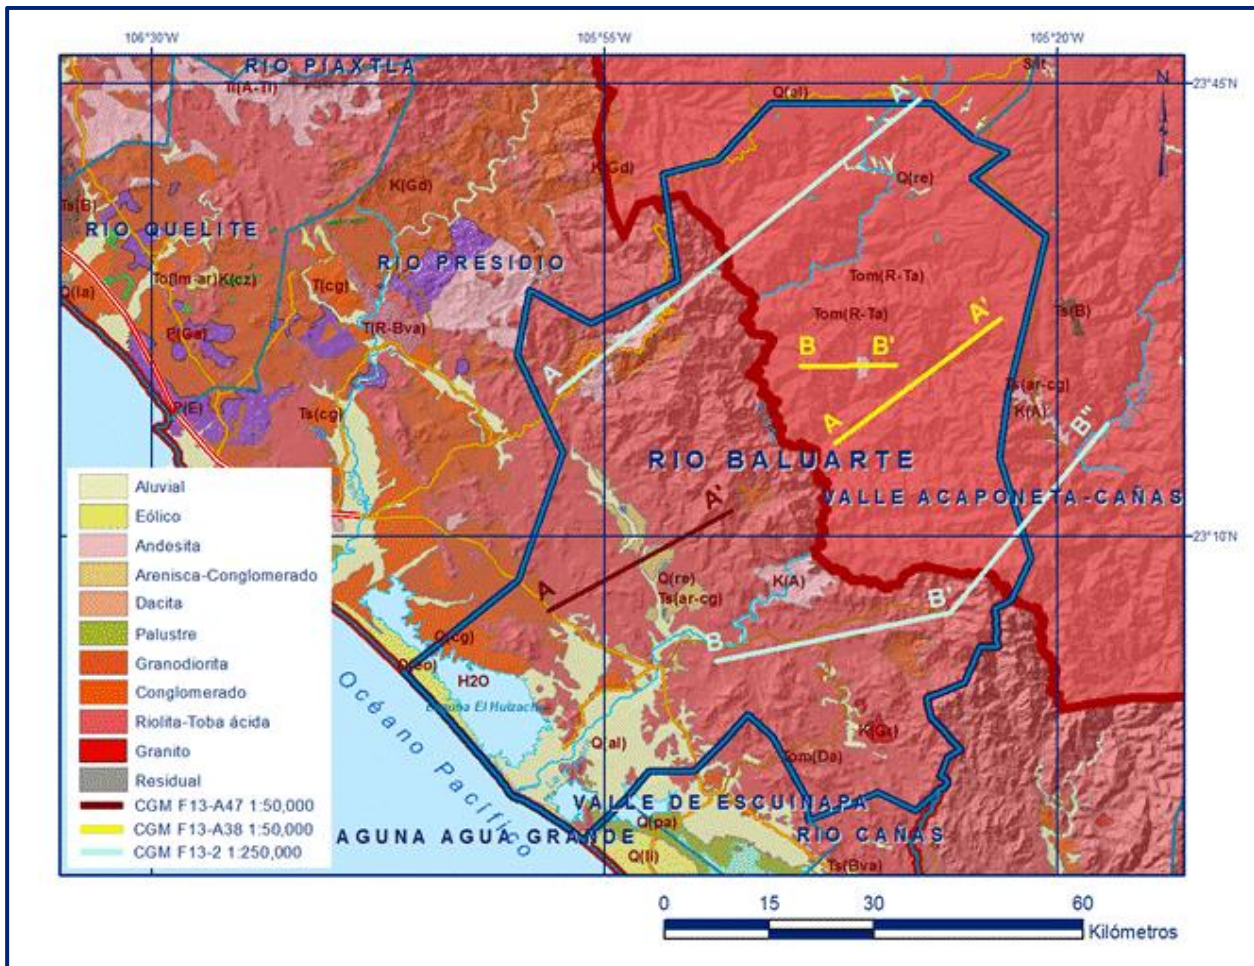 106°30'W
105°55'W
105°20'W
RIO PIAXTLA
N
23°45'N
Q(al)
A'
K(Gd)
K(Gd)
Q(re)
Ts(B)
RIO QUELITE
RIO PRESIDIO
To(lm-ar)K(cz)
T(cg)
Tom(R-Ta)
Q(la)
Ts(B)
Tom(R-Ta)
A'
P(Ga)
T(R-Bva)
B
B'
A
Ts(ar-cg)
P(E)
Ts(cg)
K(A)
B''
A
RIO BALUARTE
Aluvial
Eólico
Andesita
Arenisca-Conglomerado
Dacita
Palustre
Granodiorita
Conglomerado
Riolita-Toba ácida
Granito
Residual
CGM F13-A47 1:50,000
CGM F13-A38 1:50,000
CGM F13-2 1:250,000
A'
VALLE ACAPONETA-CAÑAS
23°10'N
Q(re)
K(A)
A
Ts(ar-cg)
B'
Q(cg)
B
H2O
Laguna El Huizache
Océano Pacífico
K(Gr)
Q(al)
Tom(Da)
VALLE DE ESCUINAPA
Q(pa)
AGUNA AGUA GRANDE
RIO CAÑAS
Q(li)
Ts(Bva)
0 15 30 60
Kilómetros